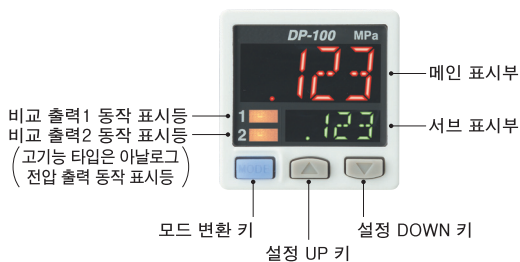 DP-100 MPa
.123
메인 표시부
비교 출력1 동작 표시등
비교 출력2 동작 표시등
(고기능 타입은 아날로그
전압 출력 동작 표시등)
1
2
.123
서브 표시부
MODE
모드 변환 키
설정 UP 키
설정 DOWN 키